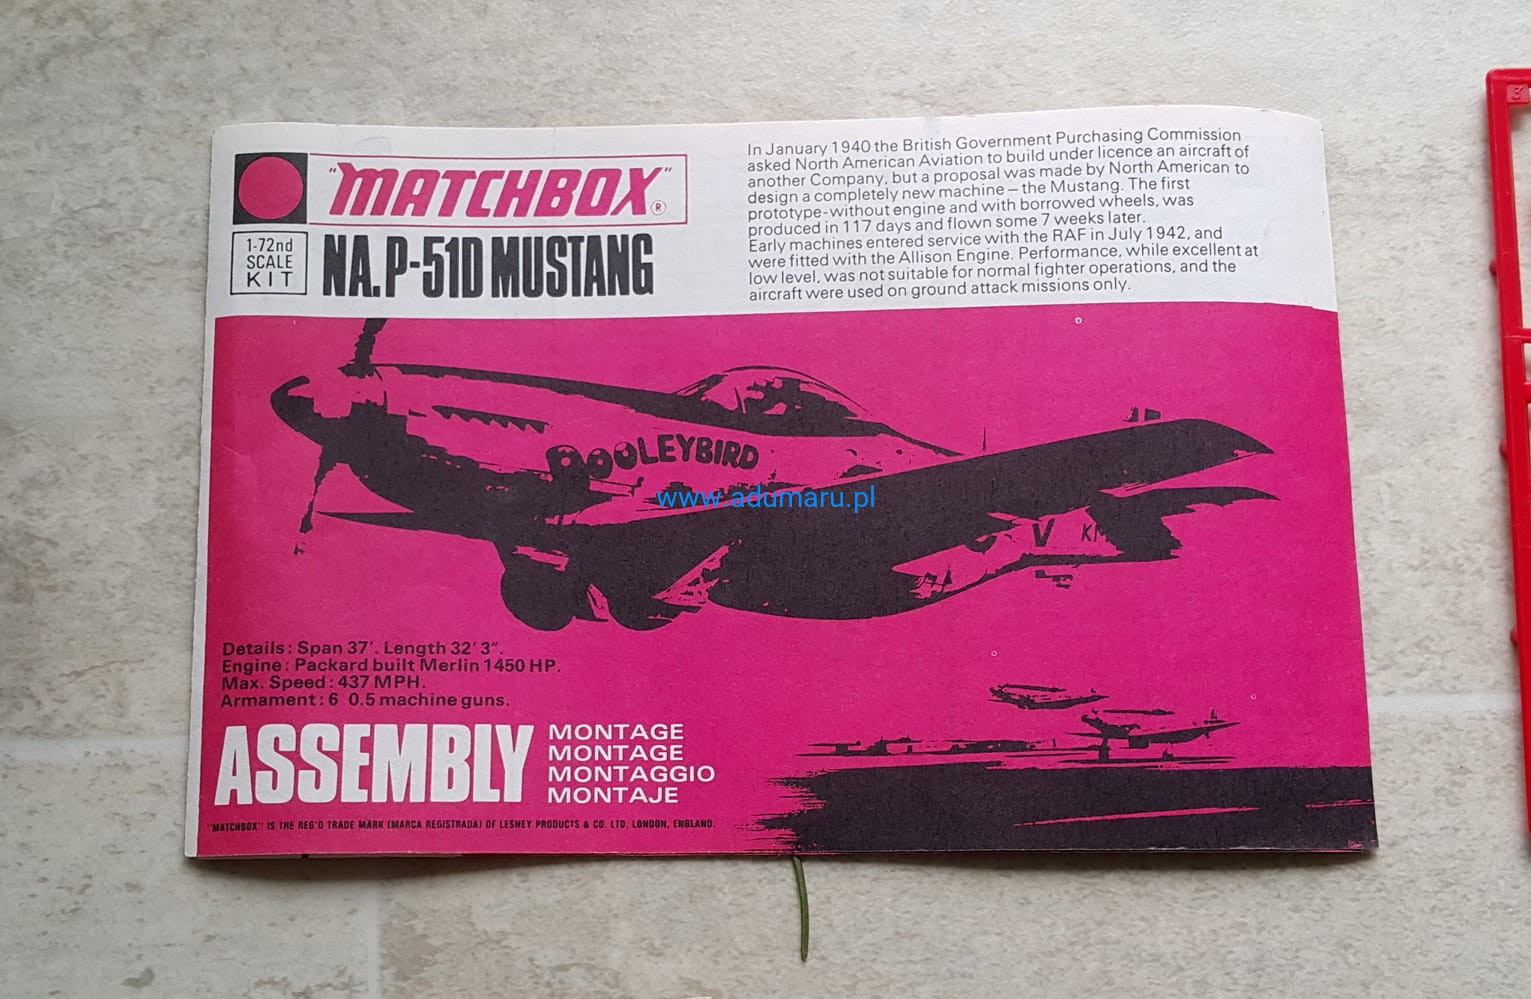 "MATCHBOX"®
1-72nd
SCALE
KIT
NA. P-51D MUSTANG
In January 1940 the British Government Purchasing Commission
asked North American Aviation to build under licence an aircraft of
another Company, but a proposal was made by North American to
design a completely new machine – the Mustang. The first
prototype-without engine and with borrowed wheels, was
produced in 117 days and flown some 7 weeks later.
Early machines entered service with the RAF in July 1942, and
were fitted with the Allison Engine. Performance, while excellent at
low level, was not suitable for normal fighter operations, and the
aircraft were used on ground attack missions only.
OOOLEYBIRD
www.adumaru.pl
V KM
Details : Span 37'. Length 32' 3".
Engine : Packard built Merlin 1450 HP.
Max. Speed : 437 MPH.
Armament : 6 0.5 machine guns.
ASSEMBLY
MONTAGE
MONTAGE
MONTAGGIO
MONTAJE
"MATCHBOX" IS THE REG'D TRADE MARK (MARCA REGISTRADA) OF LESNEY PRODUCTS & CO. LTD. LONDON, ENGLAND.
3